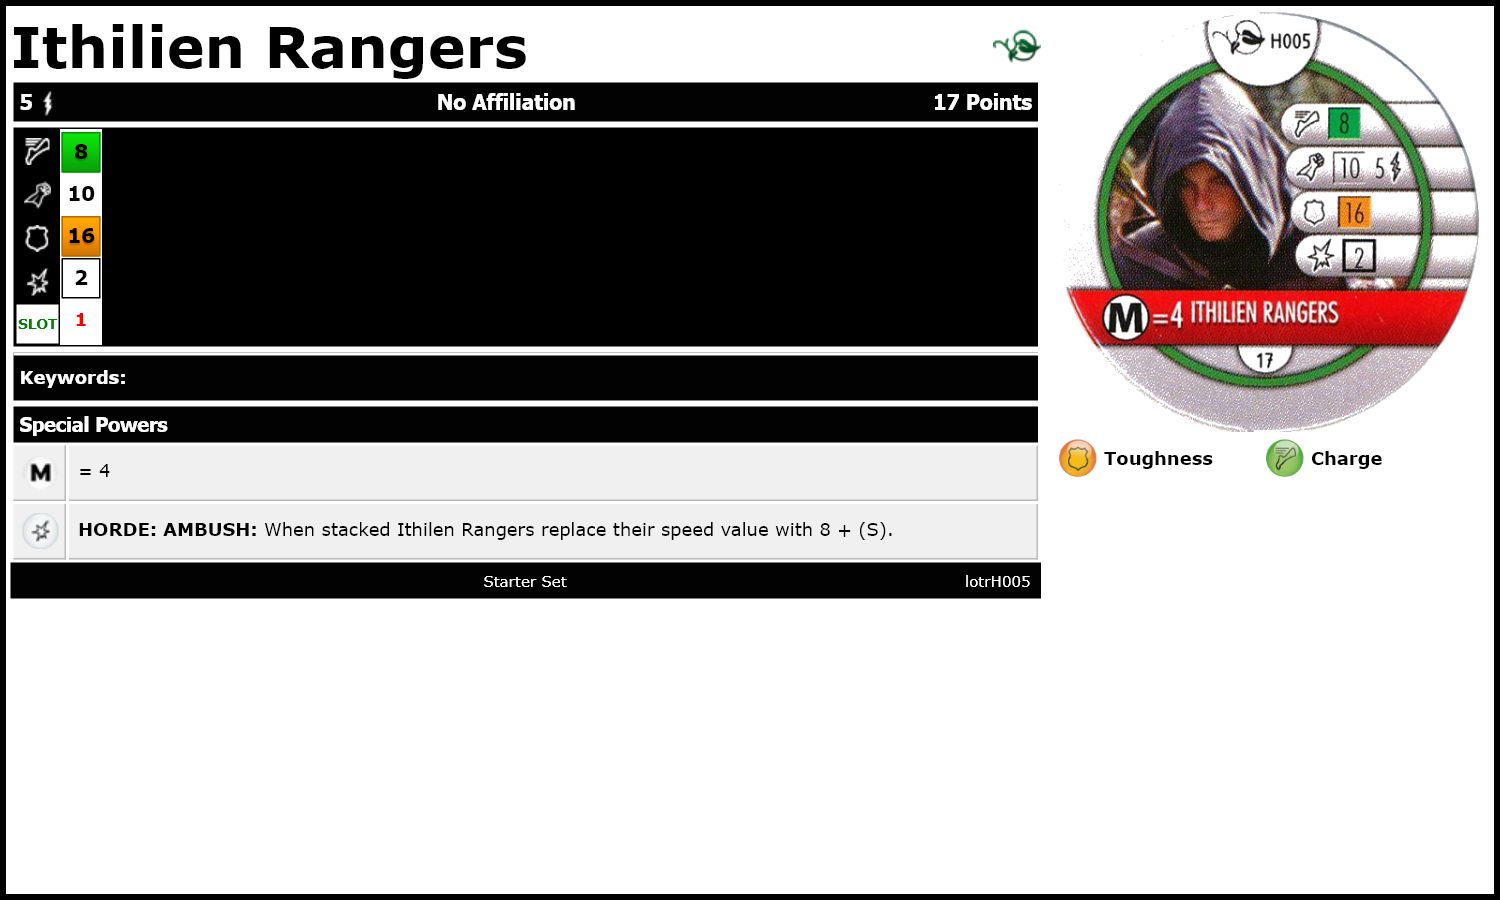 Ithilien Rangers
5 No Affiliation 17 Points
8
10
16
2
SLOT 1
Keywords:
Special Powers
M = 4
HORDE: AMBUSH: When stacked Ithilen Rangers replace their speed value with 8 + (S).
Starter Set lotrH005
H005
8
10 5
16
2
M =4 ITHILIEN RANGERS
17
Toughness Charge